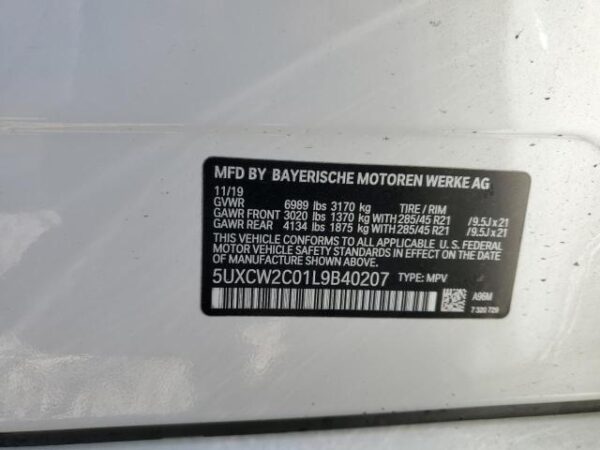 MFD BY BAYERISCHE MOTOREN WERKE AG
11/19
GVWR 6989 lbs 3170 kg TIRE / RIM
GAWR FRONT 3020 lbs 1370 kg WITH 285/45 R21 /9.5J x 21
GAWR REAR 4134 lbs 1875 kg WITH 285/45 R21 /9.5J x 21
THIS VEHICLE CONFORMS TO ALL APPLICABLE U.S. FEDERAL
MOTOR VEHICLE SAFETY STANDARDS IN EFFECT ON THE
DATE OF MANUFACTURE SHOWN ABOVE.
5UXCW2C01L9B40207 TYPE: MPV
A96M
7 320 729